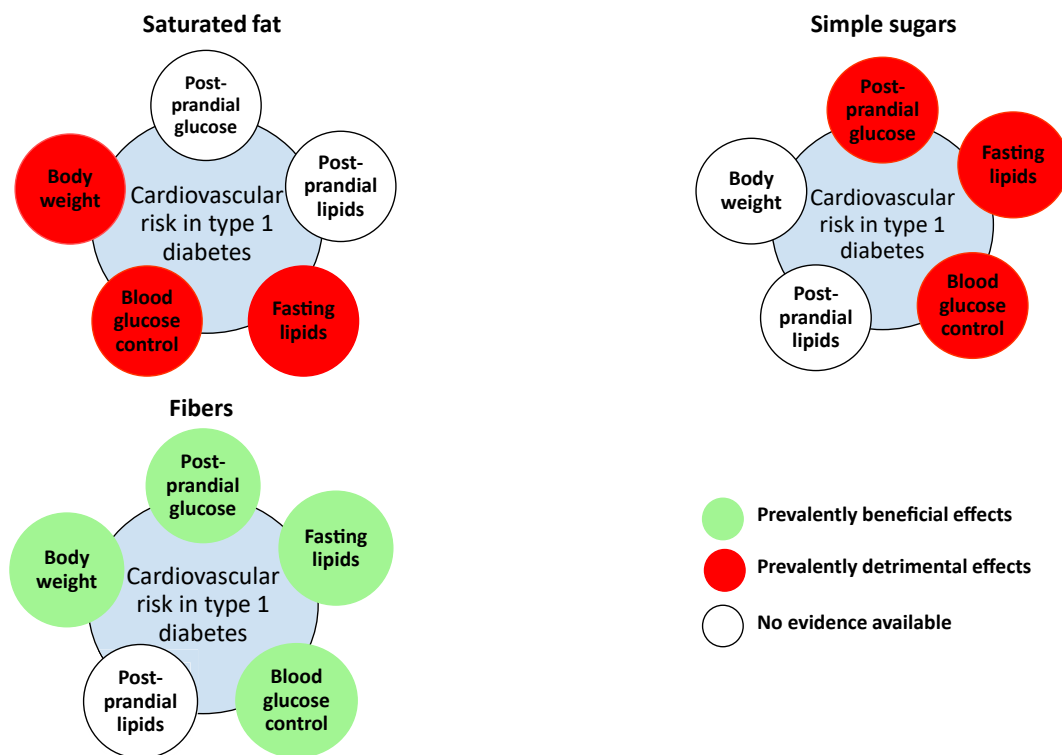 Saturated fat
Post-
prandial
glucose
Body
weight
Post-
prandial
lipids
Cardiovascular
risk in type 1
diabetes
Blood
glucose
control
Fasting
lipids
Simple sugars
Post-
prandial
glucose
Fasting
lipids
Body
weight
Cardiovascular
risk in type 1
diabetes
Post-
prandial
lipids
Blood
glucose
control
Fibers
Post-
prandial
glucose
Fasting
lipids
Body
weight
Cardiovascular
risk in type 1
diabetes
Post-
prandial
lipids
Blood
glucose
control
Prevalently beneficial effects
Prevalently detrimental effects
No evidence available